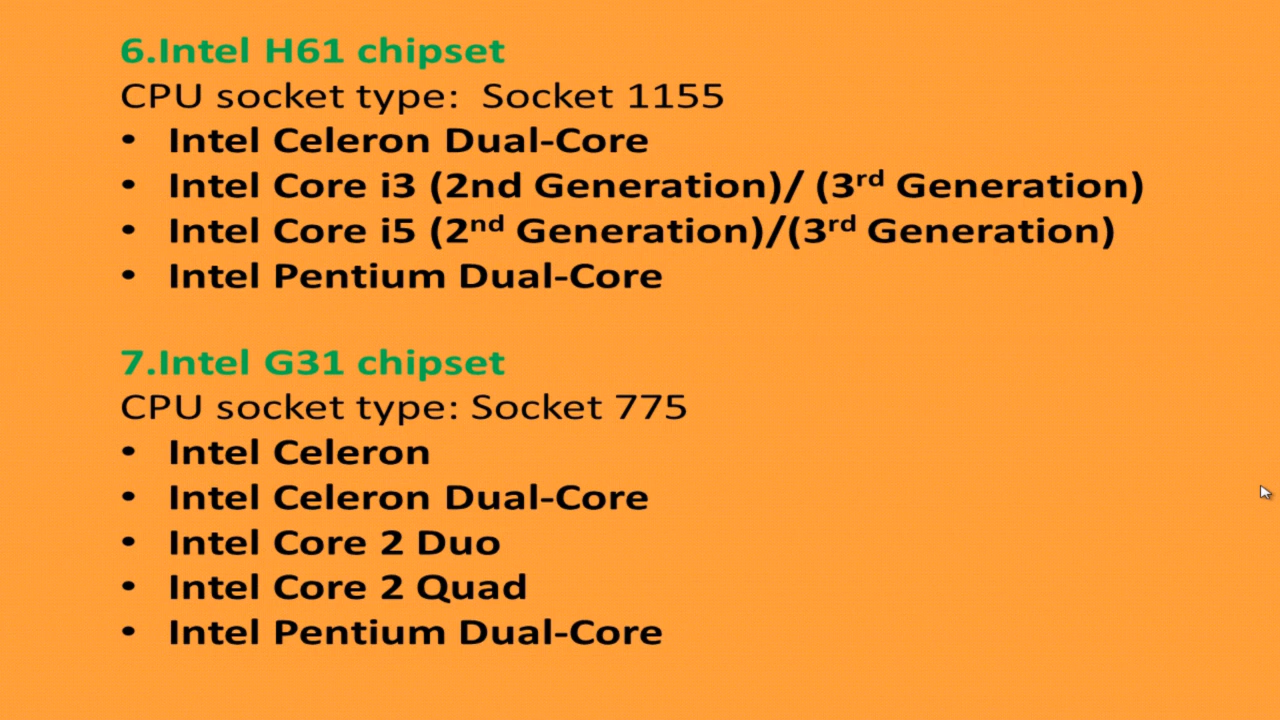 6.Intel H61 chipset
CPU socket type:  Socket 1155
• Intel Celeron Dual-Core
• Intel Core i3 (2nd Generation)/ (3rd Generation)
• Intel Core i5 (2nd Generation)/(3rd Generation)
• Intel Pentium Dual-Core
7.Intel G31 chipset
CPU socket type: Socket 775
• Intel Celeron
• Intel Celeron Dual-Core
• Intel Core 2 Duo
• Intel Core 2 Quad
• Intel Pentium Dual-Core